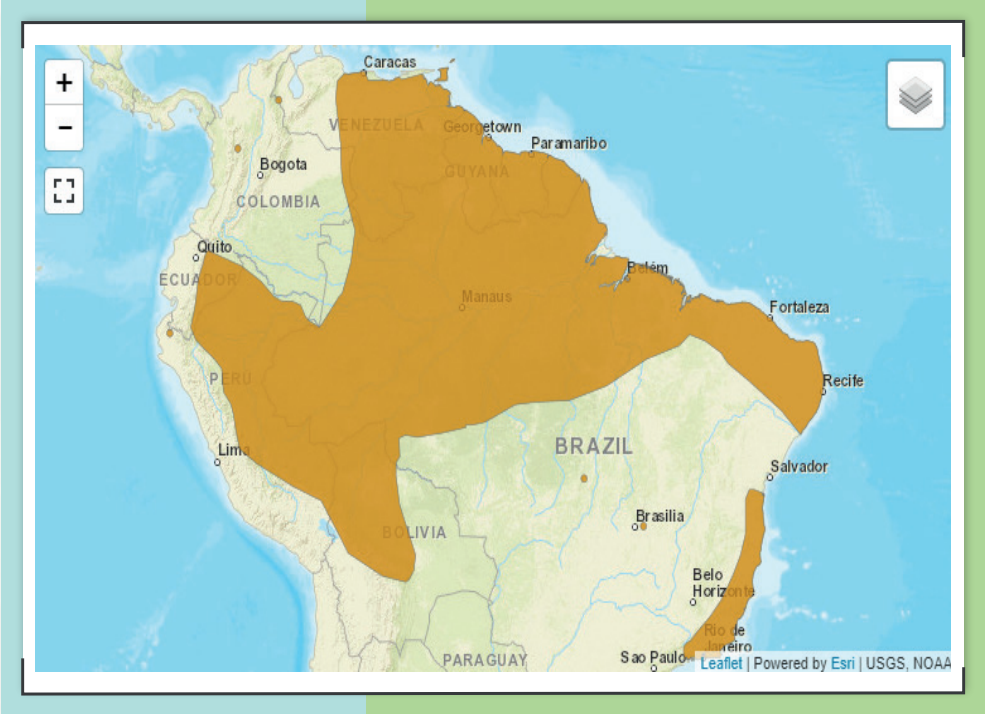 +
−
Caracas
VENEZUELA
Georgetown
Paramaribo
GUYANA
Bogota
COLOMBIA
Quito
ECUADOR
Belém
Manaus
Fortaleza
PERU
Recife
BRAZIL
Lima
Salvador
Brasilia
BOLIVIA
Belo
Horizonte
Rio de
Janeiro
Sao Paulo
PARAGUAY
Leaflet | Powered by Esri | USGS, NOAA